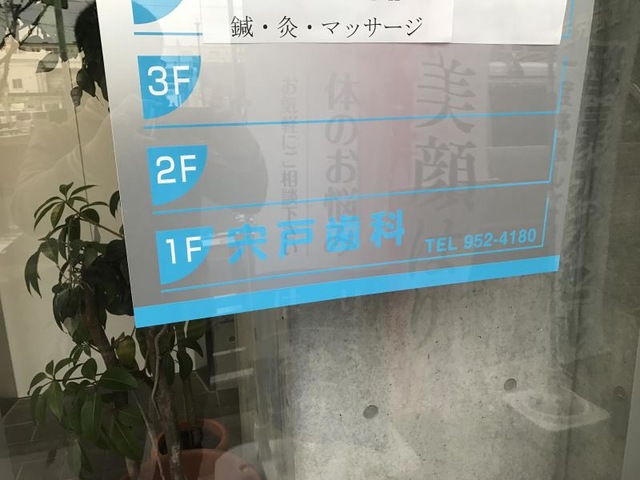 鍼・灸・マッサージ
3F
2F
1F 宍戸歯科 TEL 952-4180
美顔
体のお悩
お気軽にご相談下